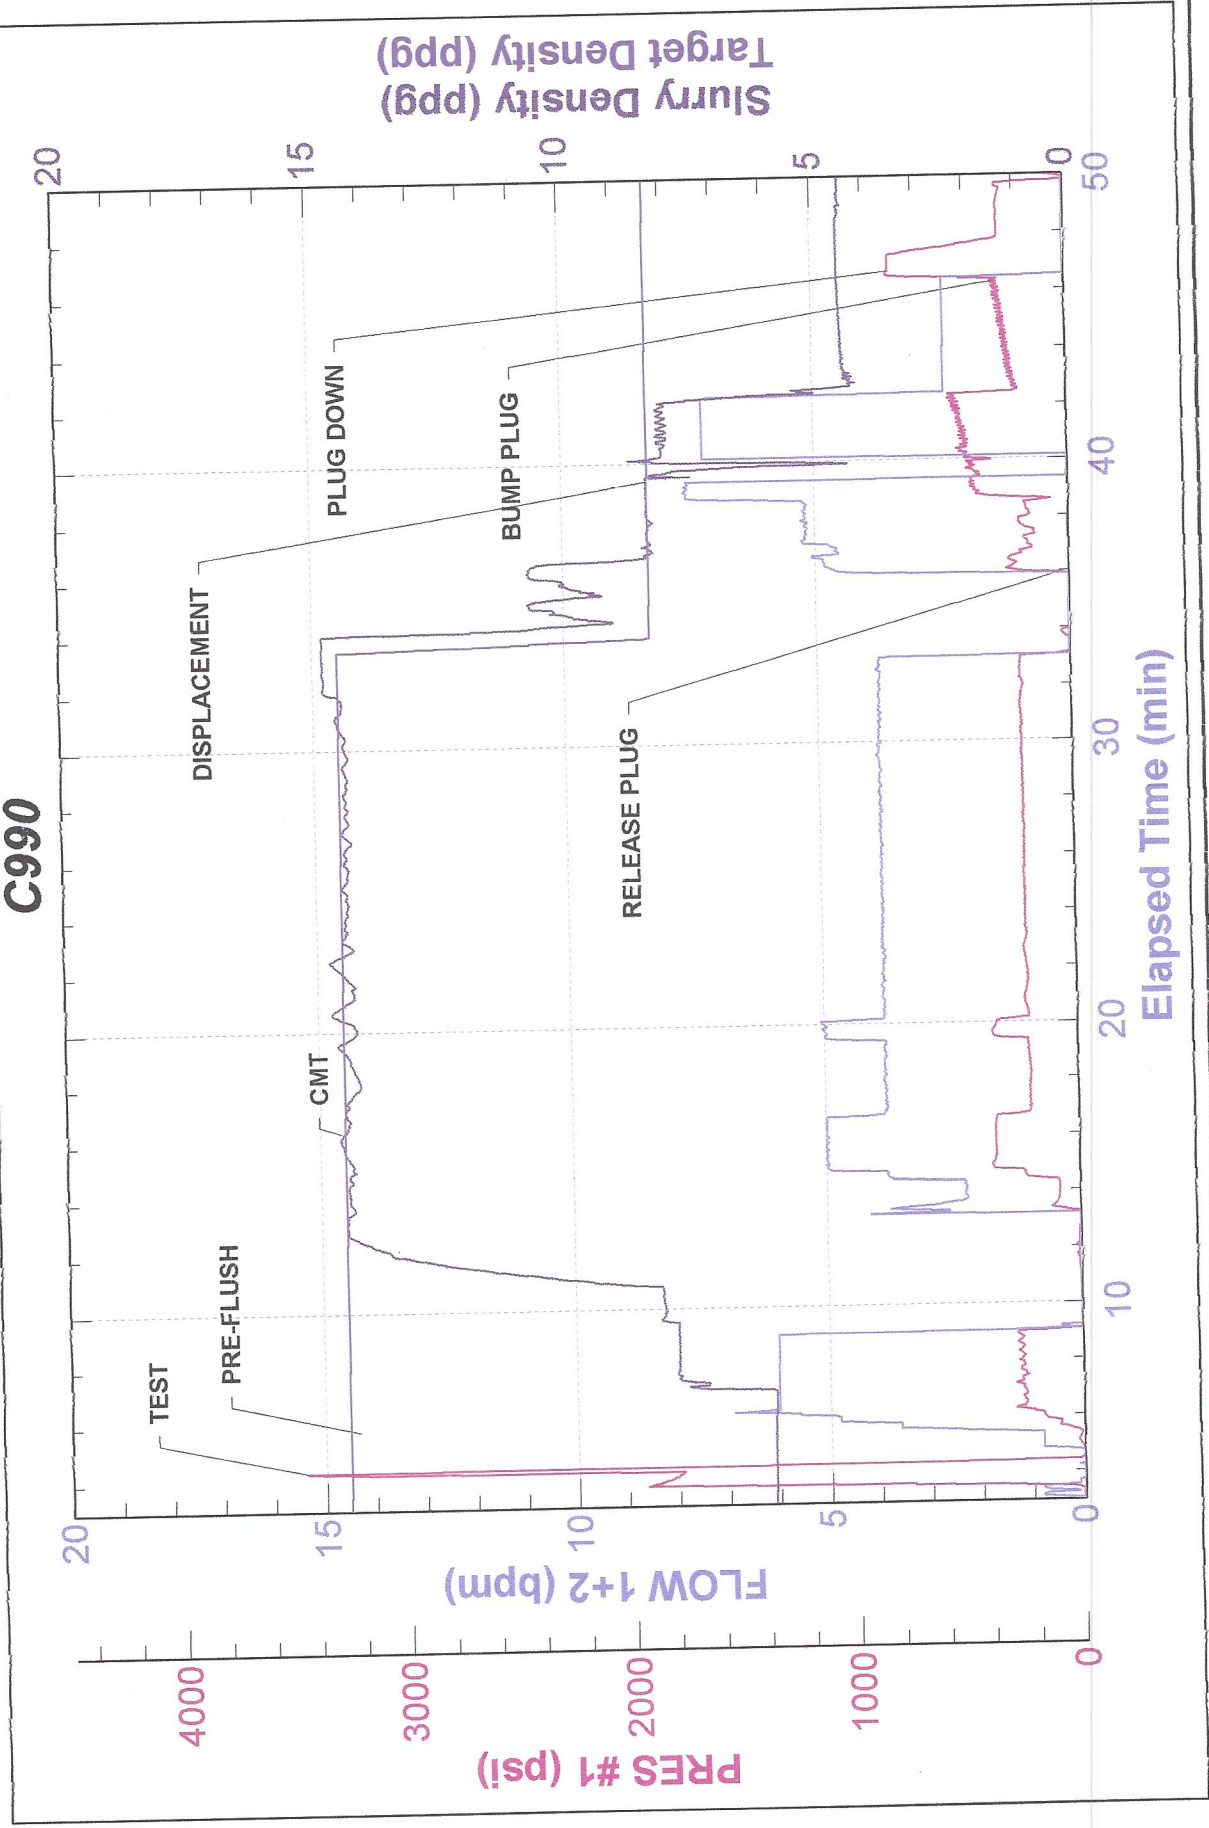 C990
PRES #1 (psi)
4000
3000
2000
1000
0
FLOW 1+2 (bpm)
20
15
10
5
0
TEST
PRE-FLUSH
CMT
DISPLACEMENT
RELEASE PLUG
PLUG DOWN
BUMP PLUG
20
15
10
5
0
Slurry Density (ppg)
Target Density (ppg)
10
20
30
40
50
Elapsed Time (min)